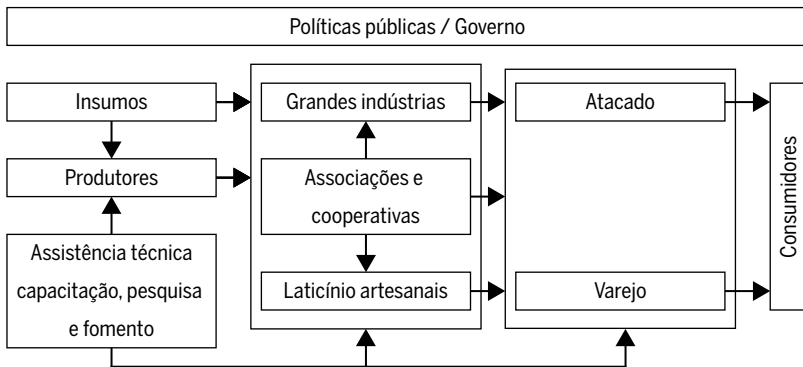 Políticas públicas / Governo
Insumos
Grandes indústrias
Atacado
Produtores
Associações e
cooperativas
Consumidores
Assistência técnica
capacitação, pesquisa
e fomento
Laticínio artesanais
Varejo